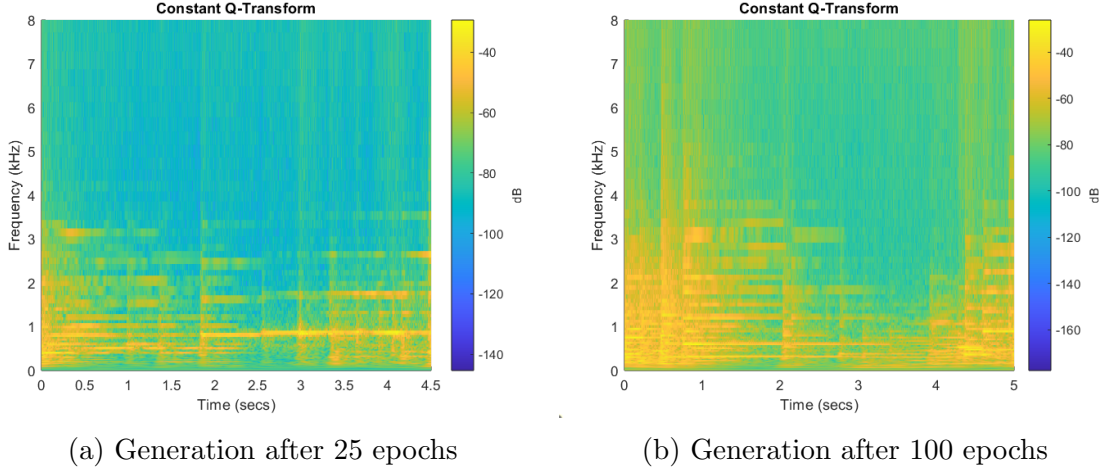 Constant Q-Transform
8
7
6
5
4
3
2
1
0
Frequency (kHz)
0 0.5 1 1.5 2 2.5 3 3.5 4 4.5
Time (secs)
-40
-60
-80
-100
-120
-140
dB
(a) Generation after 25 epochs
Constant Q-Transform
8
7
6
5
4
3
2
1
0
Frequency (kHz)
0 1 2 3 4 5
Time (secs)
-40
-60
-80
-100
-120
-140
-160
dB
(b) Generation after 100 epochs